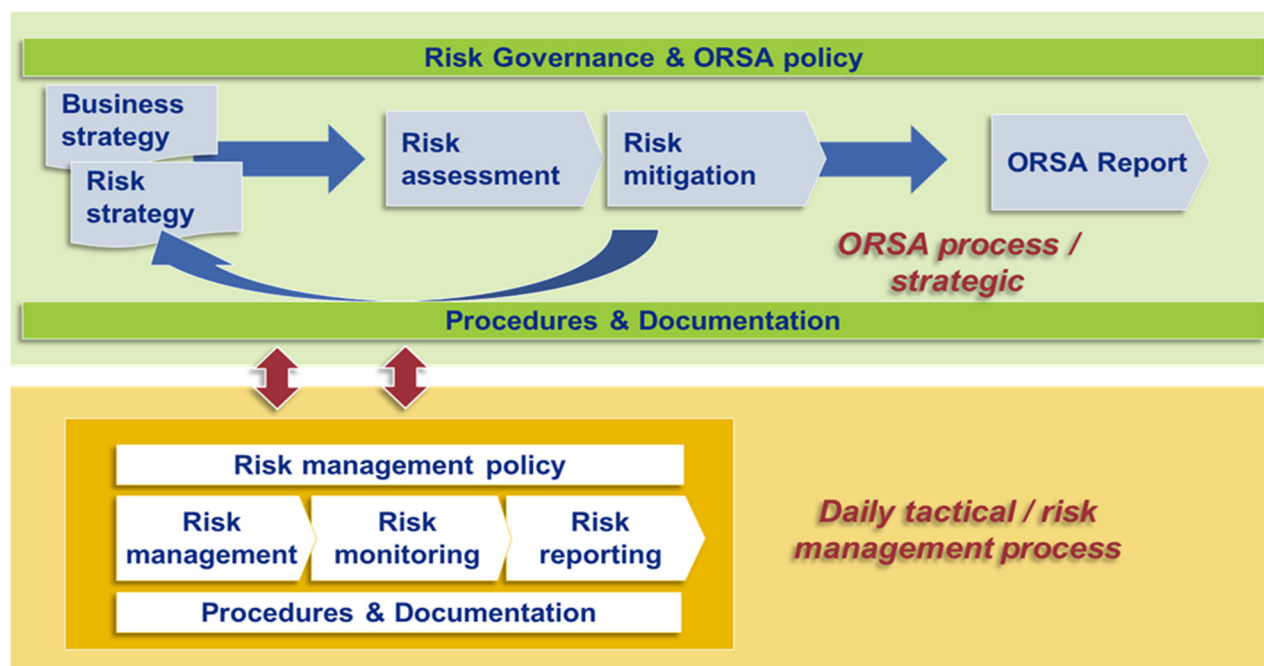 Risk Governance & ORSA policy
Business
strategy
Risk
strategy
Risk
assessment
Risk
mitigation
ORSA Report
ORSA process /
strategic
Procedures & Documentation
Risk management policy
Risk
management
Risk
monitoring
Risk
reporting
Procedures & Documentation
Daily tactical / risk
management process